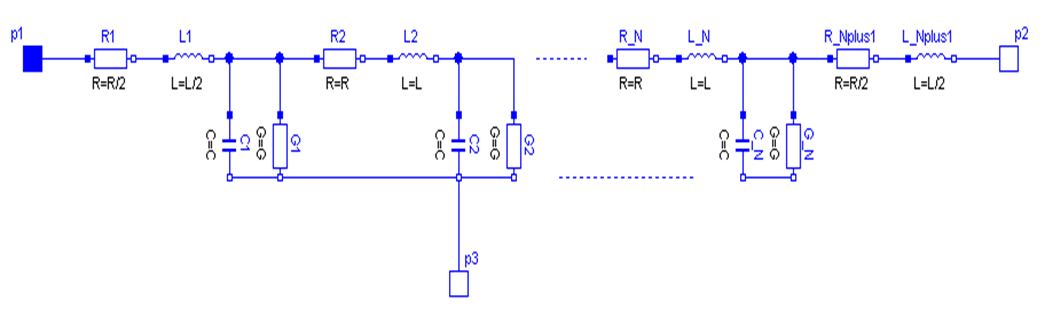 p1
R1
L1
R2
L2
R_N
L_N
R_Nplus1
L_Nplus1
p2
R=R/2
L=L/2
R=R
L=L
R=R
L=L
R=R/2
L=L/2
C=C
C1
G=G
G1
C=C
C2
G=G
G2
C=C
C_N
G=G
G_N
p3